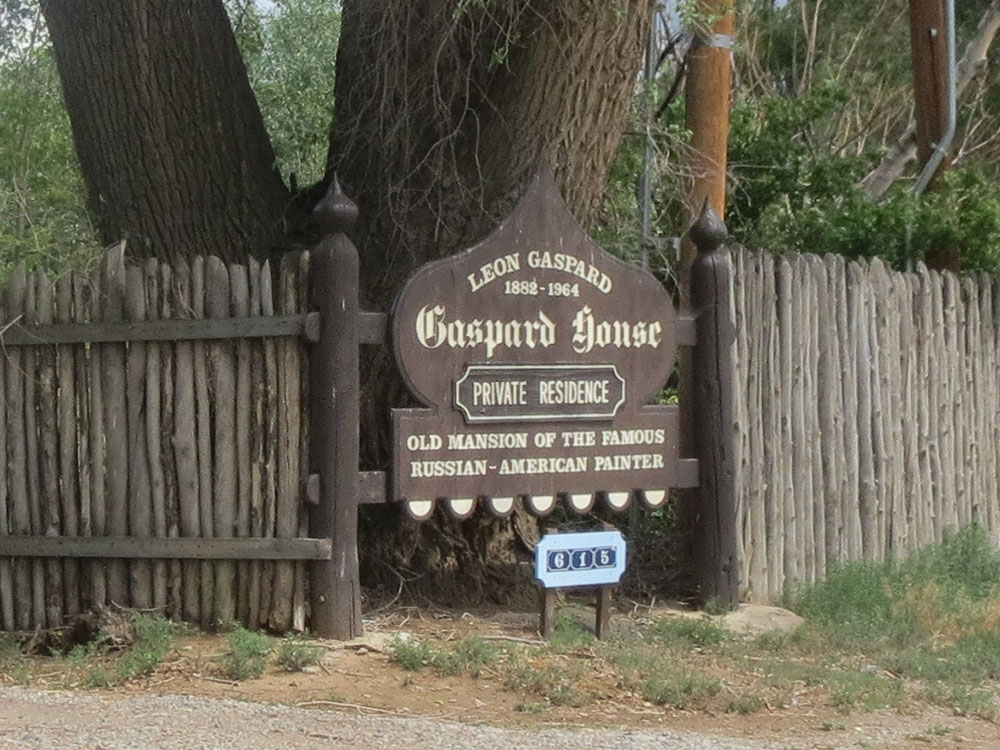 LEON GASPARD
1882-1964
Gaspard House
PRIVATE RESIDENCE
OLD MANSION OF THE FAMOUS
RUSSIAN-AMERICAN PAINTER
615